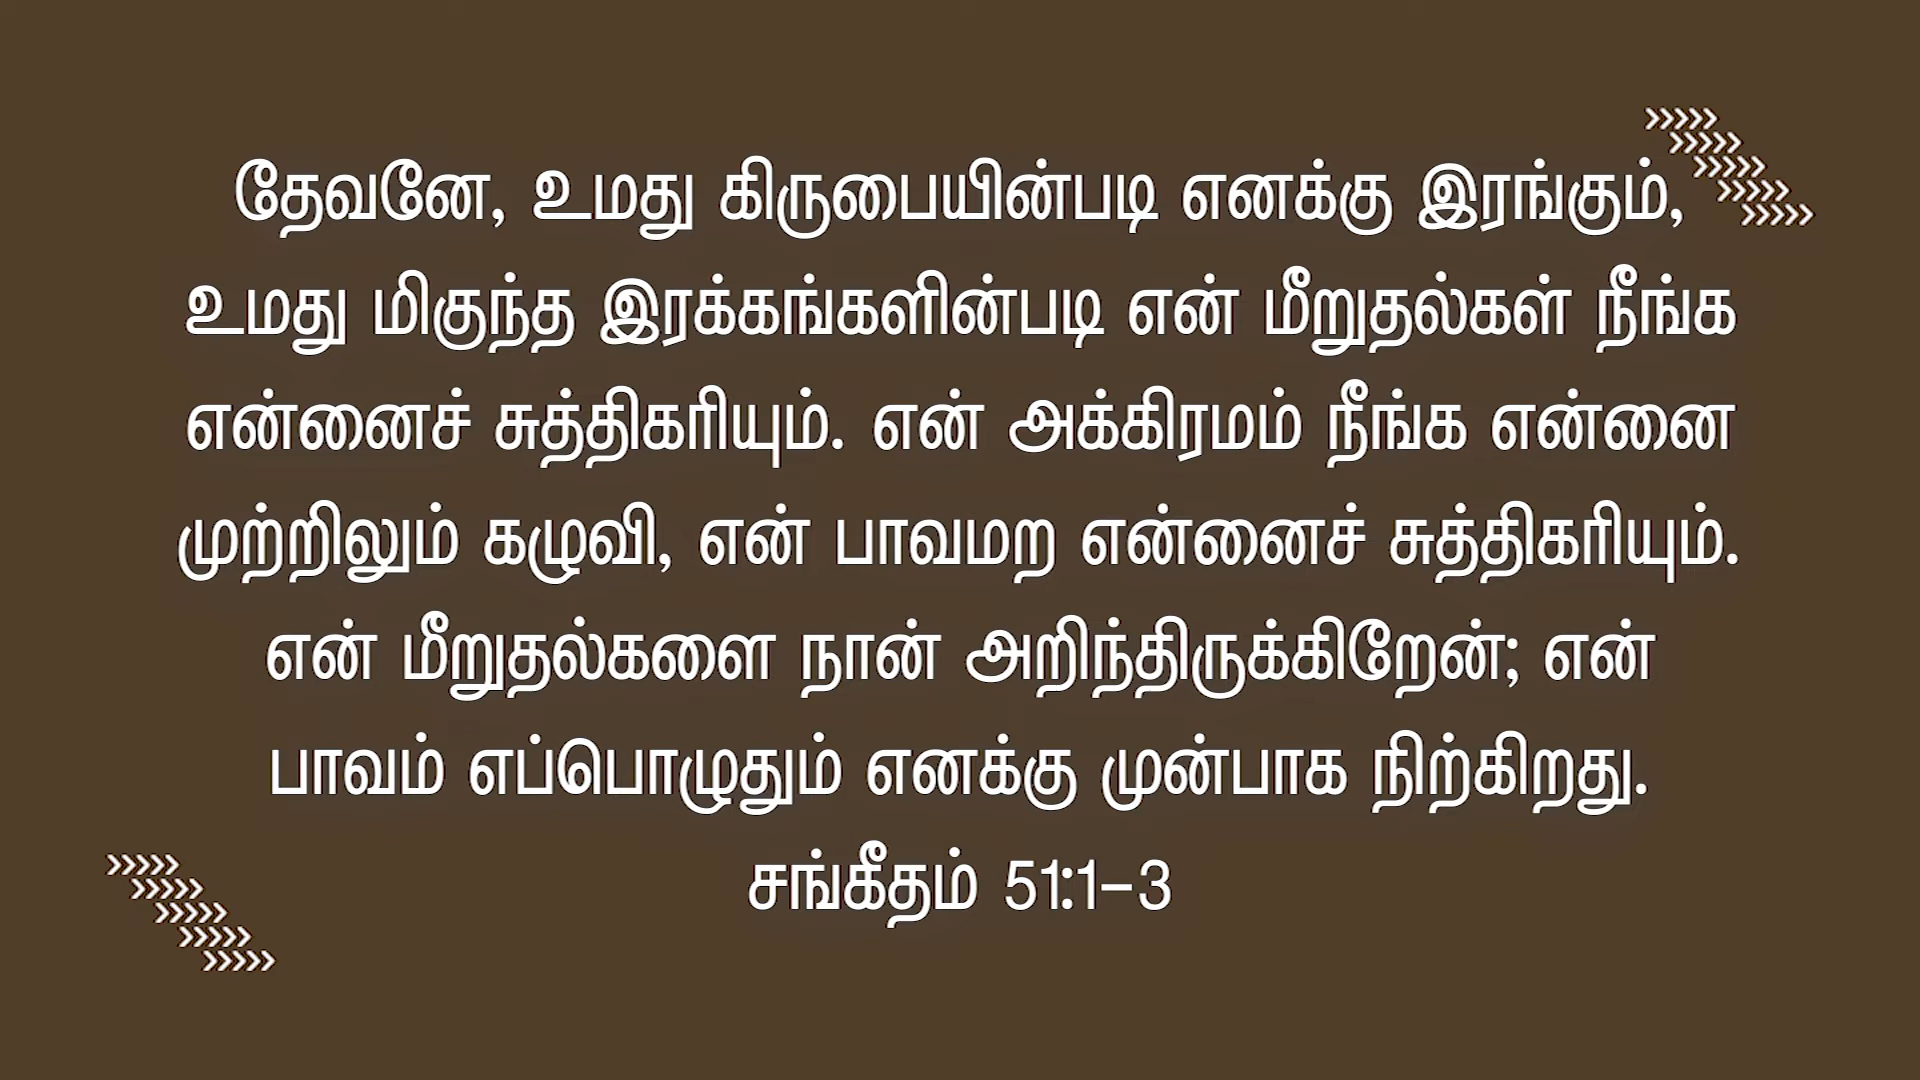 தேவனே, உமது கிருபையின்படி எனக்கு இரங்கும்,
உமது மிகுந்த இரக்கங்களின்படி என் மீறுதல்கள் நீங்க
என்னைச் சுத்திகரியும். என் அக்கிரமம் நீங்க என்னை
முற்றிலும் கழுவி, என் பாவமற என்னைச் சுத்திகரியும்.
என் மீறுதல்களை நான் அறிந்திருக்கிறேன்; என்
பாவம் எப்பொழுதும் எனக்கு முன்பாக நிற்கிறது.
சங்கீதம் 51:1-3